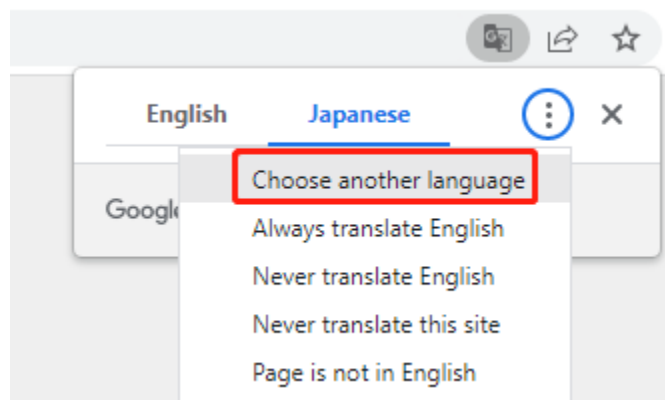 English Japanese
Choose another language
Google
Always translate English
Never translate English
Never translate this site
Page is not in English